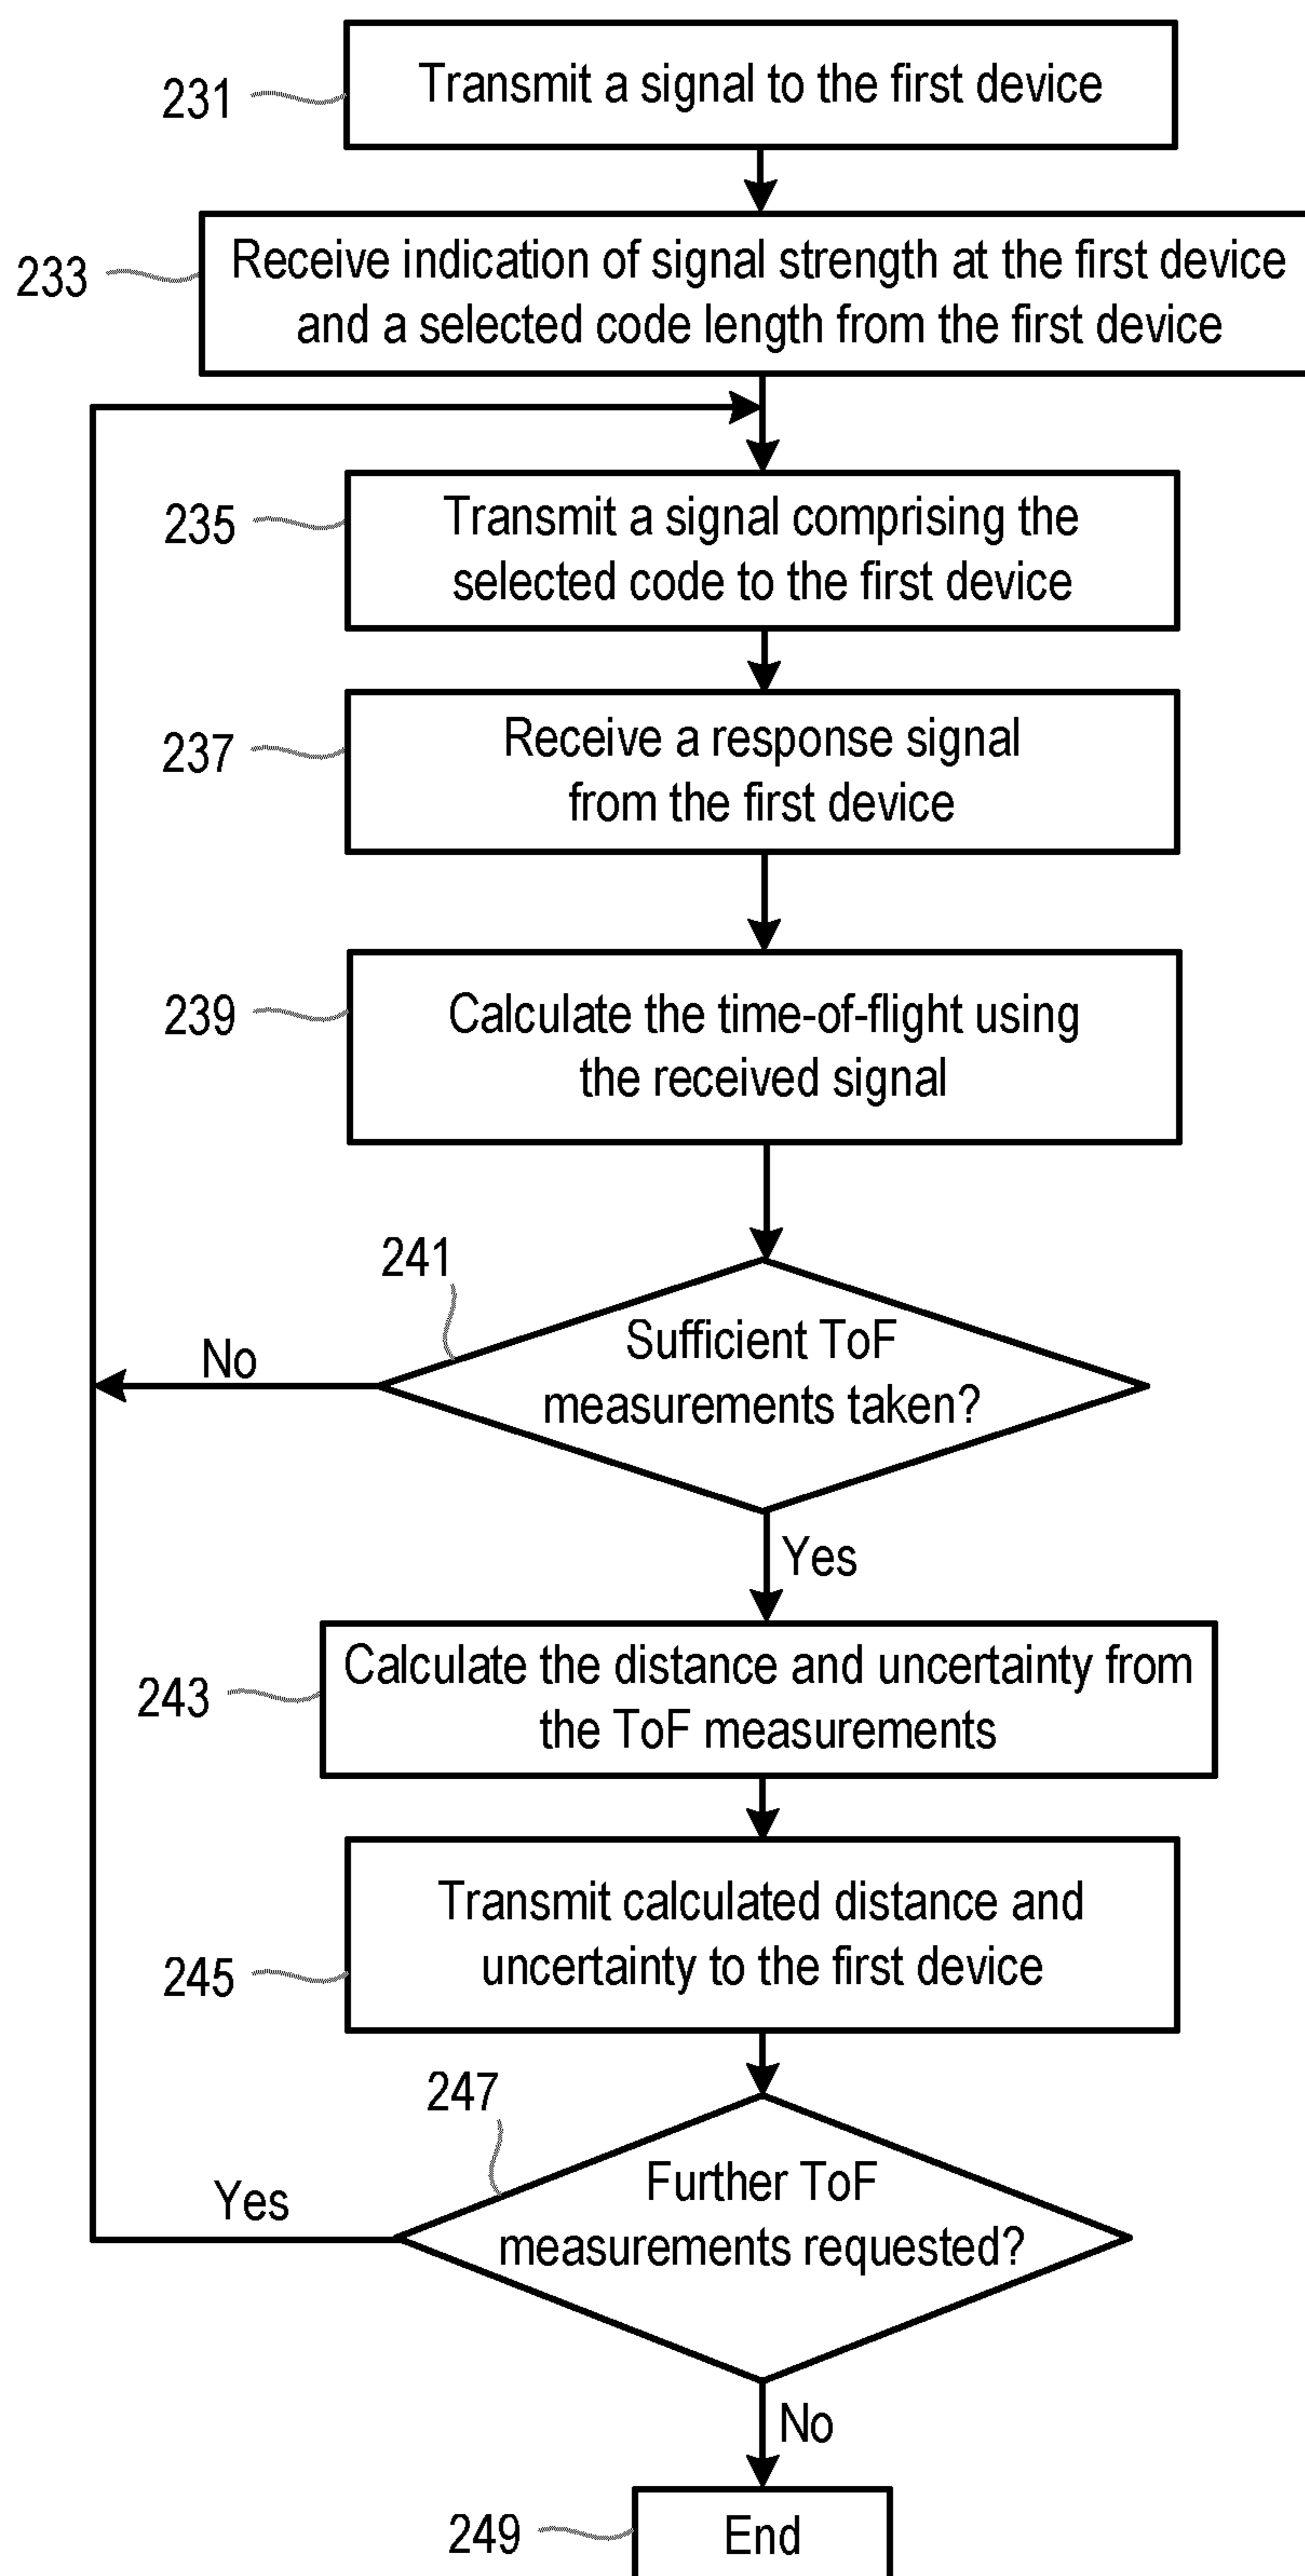 231
Transmit a signal to the first device
233
Receive indication of signal strength at the first device
and a selected code length from the first device
235
Transmit a signal comprising the
selected code to the first device
237
Receive a response signal
from the first device
239
Calculate the time-of-flight using
the received signal
241
Sufficient ToF
measurements taken?
No
Yes
243
Calculate the distance and uncertainty from
the ToF measurements
245
Transmit calculated distance and
uncertainty to the first device
247
Further ToF
measurements requested?
Yes
No
249
End